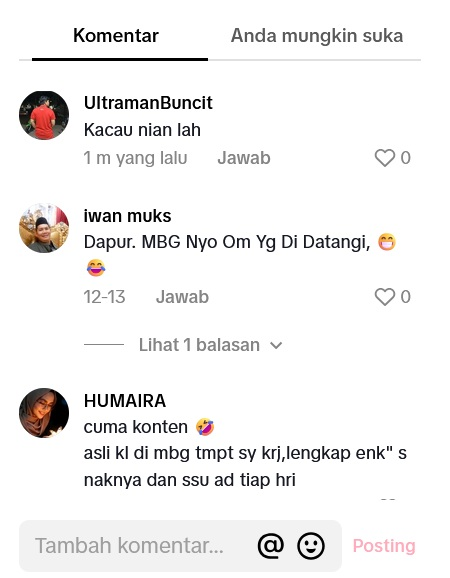 Komentar
Anda mungkin suka
UltramanBuncit
Kacau nian lah
1 m yang lalu
Jawab
0
iwan muks
Dapur. MBG Nyo Om Yg Di Datangi, 😷
😂
12-13
Jawab
0
Lihat 1 balasan
HUMAIRA
cuma konten 🤣
asli kl di mbg tmpt sy krj,lengkap enk" s
naknya dan ssu ad tiap hri
Tambah komentar...
@
Posting